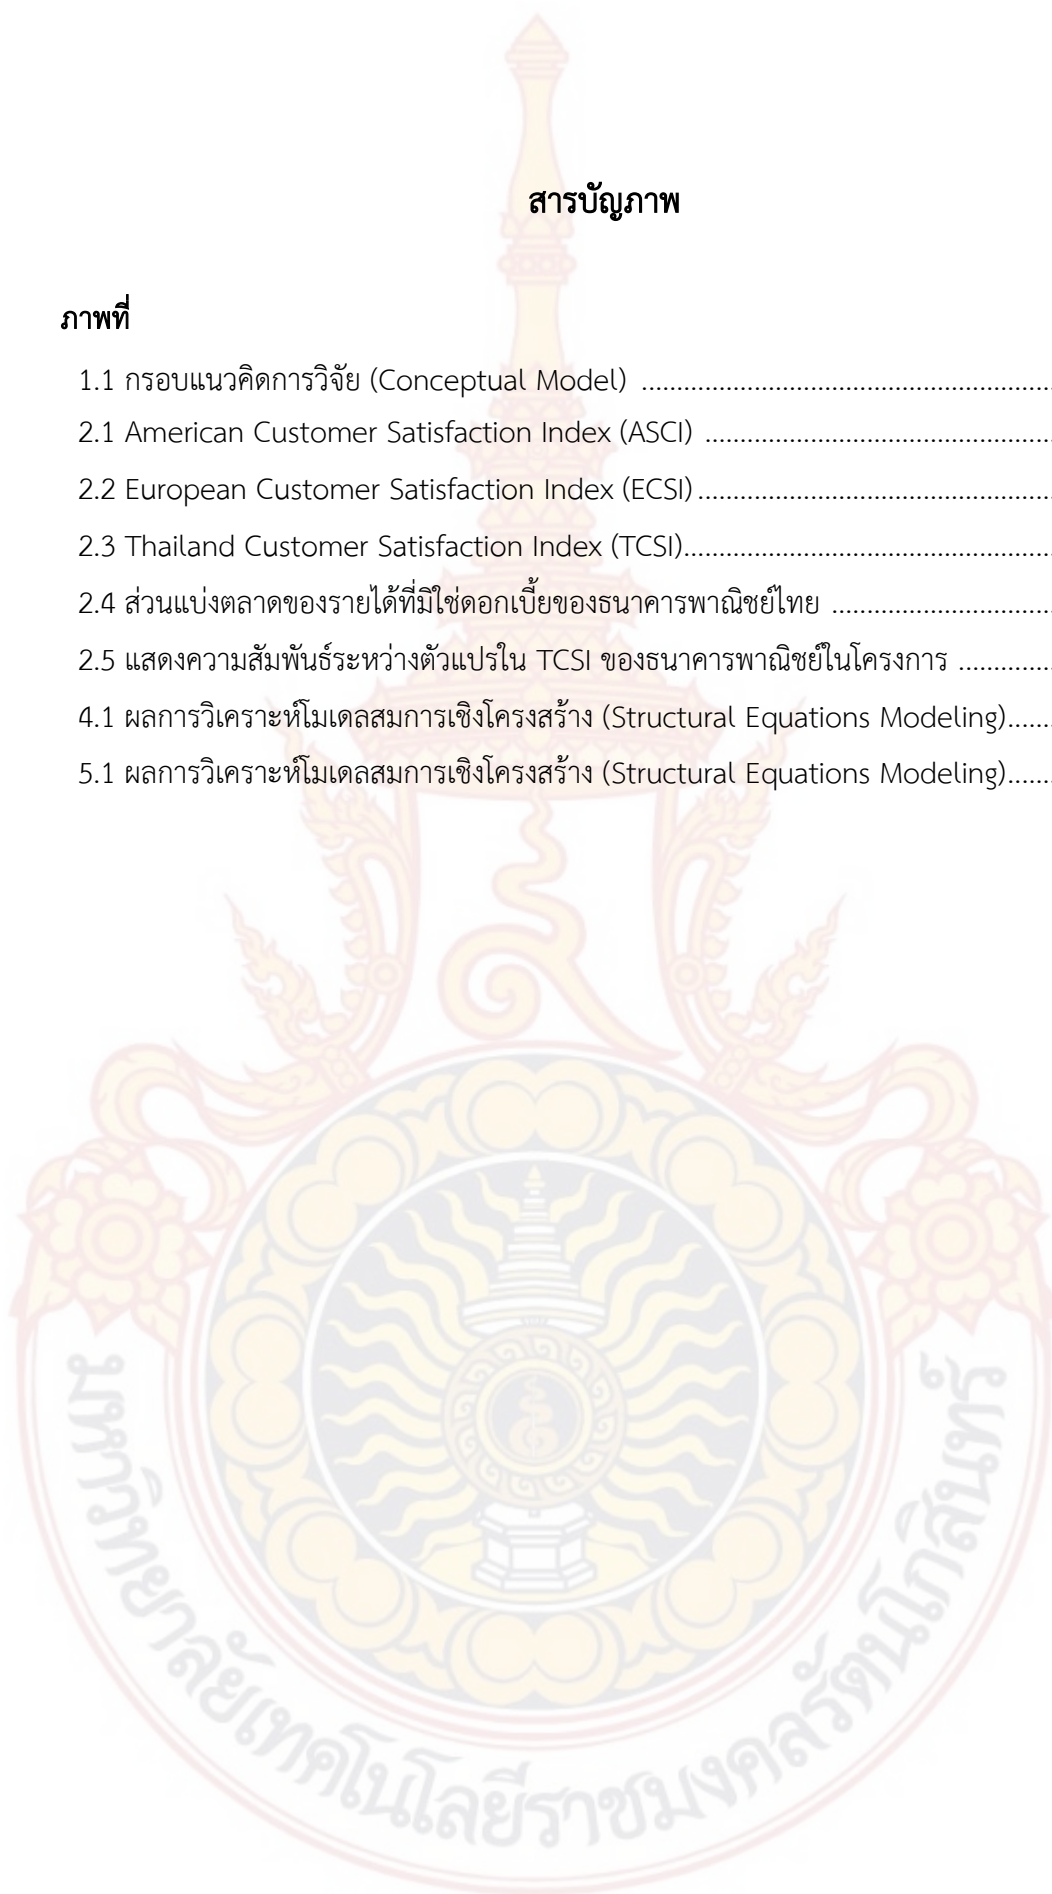 สารบัญภาพ
ภาพที่
1.1 กรอบแนวคิดการวิจัย (Conceptual Model) ............................................................
2.1 American Customer Satisfaction Index (ASCI) ..................................................
2.2 European Customer Satisfaction Index (ECSI) ...................................................
2.3 Thailand Customer Satisfaction Index (TCSI).....................................................
2.4 ส่วนแบ่งตลาดของรายได้ที่มิใช่ดอกเบี้ยของธนาคารพาณิชย์ไทย ................................
2.5 แสดงความสัมพันธ์ระหว่างตัวแปรใน TCSI ของธนาคารพาณิชย์ในโครงการ ..............
4.1 ผลการวิเคราะห์โมเดลสมการเชิงโครงสร้าง (Structural Equations Modeling).......
5.1 ผลการวิเคราะห์โมเดลสมการเชิงโครงสร้าง (Structural Equations Modeling).......
มหาวิทยาลัยเทคโนโลยีราชมงคลรัตนโกสินทร์